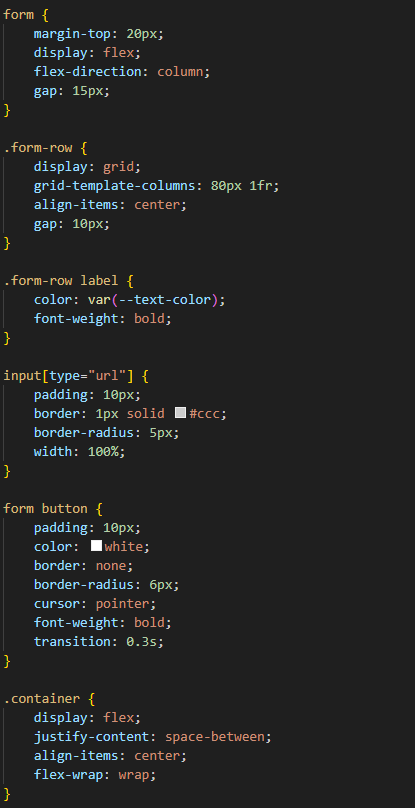 form {
    margin-top: 20px;
    display: flex;
    flex-direction: column;
    gap: 15px;
}

.form-row {
    display: grid;
    grid-template-columns: 80px 1fr;
    align-items: center;
    gap: 10px;
}

.form-row label {
    color: var(--text-color);
    font-weight: bold;
}

input[type="url"] {
    padding: 10px;
    border: 1px solid #ccc;
    border-radius: 5px;
    width: 100%;
}

form button {
    padding: 10px;
    color: white;
    border: none;
    border-radius: 6px;
    cursor: pointer;
    font-weight: bold;
    transition: 0.3s;
}

.container {
    display: flex;
    justify-content: space-between;
    align-items: center;
    flex-wrap: wrap;
}